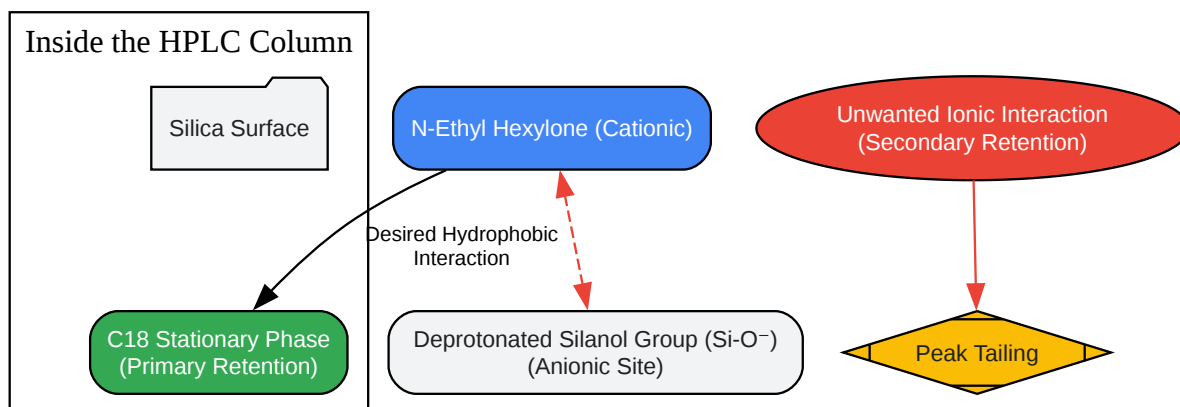 Inside the HPLC Column
Silica Surface
N-Ethyl Hexylone (Cationic)
Unwanted Ionic Interaction
(Secondary Retention)
Desired Hydrophobic
Interaction
C18 Stationary Phase
(Primary Retention)
Deprotonated Silanol Group (Si-O⁻)
(Anionic Site)
Peak Tailing